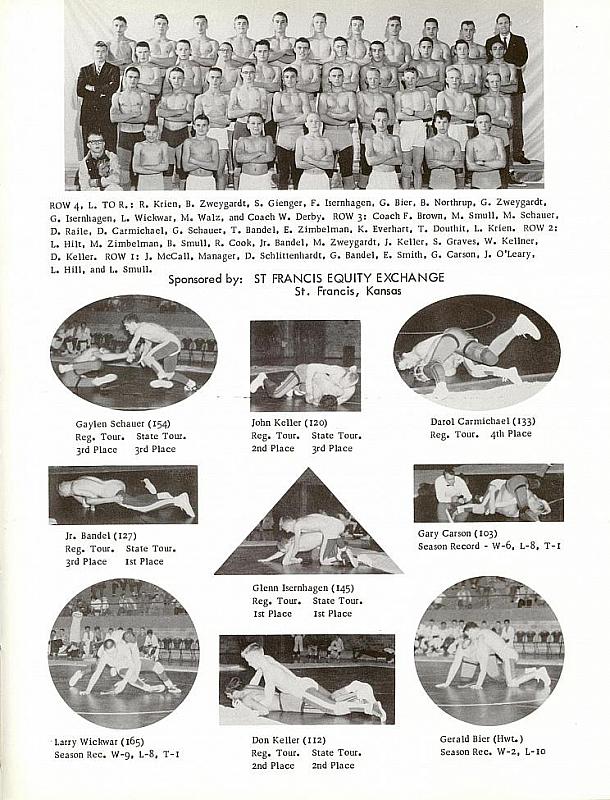 ROW 4, L. TO R.: R. Krien, B. Zweygardt, S. Gienger, F. Isernhagen, G. Bier, B. Northrup, G. Zweygardt,
G. Isernhagen, L. Wickwar, M. Walz, and Coach W. Derby. ROW 3: Coach F. Brown, M. Smull, M. Schauer,
D. Raile, D. Carmichael, G. Schauer, T. Bandel, E. Zimbelman, K. Everhart, T. Douthit, L. Krien. ROW 2:
L. Hilt, M. Zimbelman, B. Smull, R. Cook, Jr. Bandel, M. Zweygardt, J. Keller, S. Graves, W. Kellner,
D. Keller. ROW 1: J. McCall, Manager, D. Schlittenhardt, G. Bandel, E. Smith, G. Carson, J. O'Leary,
L. Hill, and L. Smull.
Sponsored by: ST FRANCIS EQUITY EXCHANGE
St. Francis, Kansas
Gaylen Schauer (154)
Reg. Tour. State Tour.
3rd Place 3rd Place
John Keller (120)
Reg. Tour. State Tour.
2nd Place 3rd Place
Darol Carmichael (133)
Reg. Tour. 4th Place
Jr. Bandel (127)
Reg. Tour. State Tour.
3rd Place 1st Place
Glenn Isernhagen (145)
Reg. Tour. State Tour.
1st Place 1st Place
Gary Carson (103)
Season Record - W-6, L-8, T-1
Larry Wickwar (165)
Season Rec. W-9, L-8, T-1
Don Keller (112)
Reg. Tour. State Tour.
2nd Place 2nd Place
Gerald Bier (Hwt.)
Season Rec. W-2, L-10